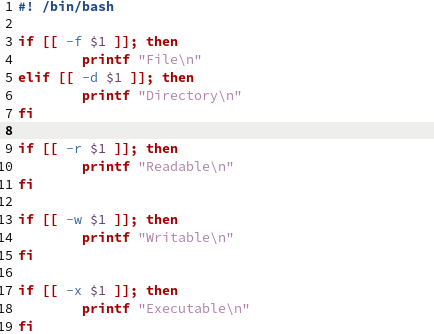 1 #! /bin/bash
2
3 if [[ -f $1 ]]; then
4         printf "File\n"
5 elif [[ -d $1 ]]; then
6         printf "Directory\n"
7 fi
8
9 if [[ -r $1 ]]; then
10         printf "Readable\n"
11 fi
12
13 if [[ -w $1 ]]; then
14         printf "Writable\n"
15 fi
16
17 if [[ -x $1 ]]; then
18         printf "Executable\n"
19 fi